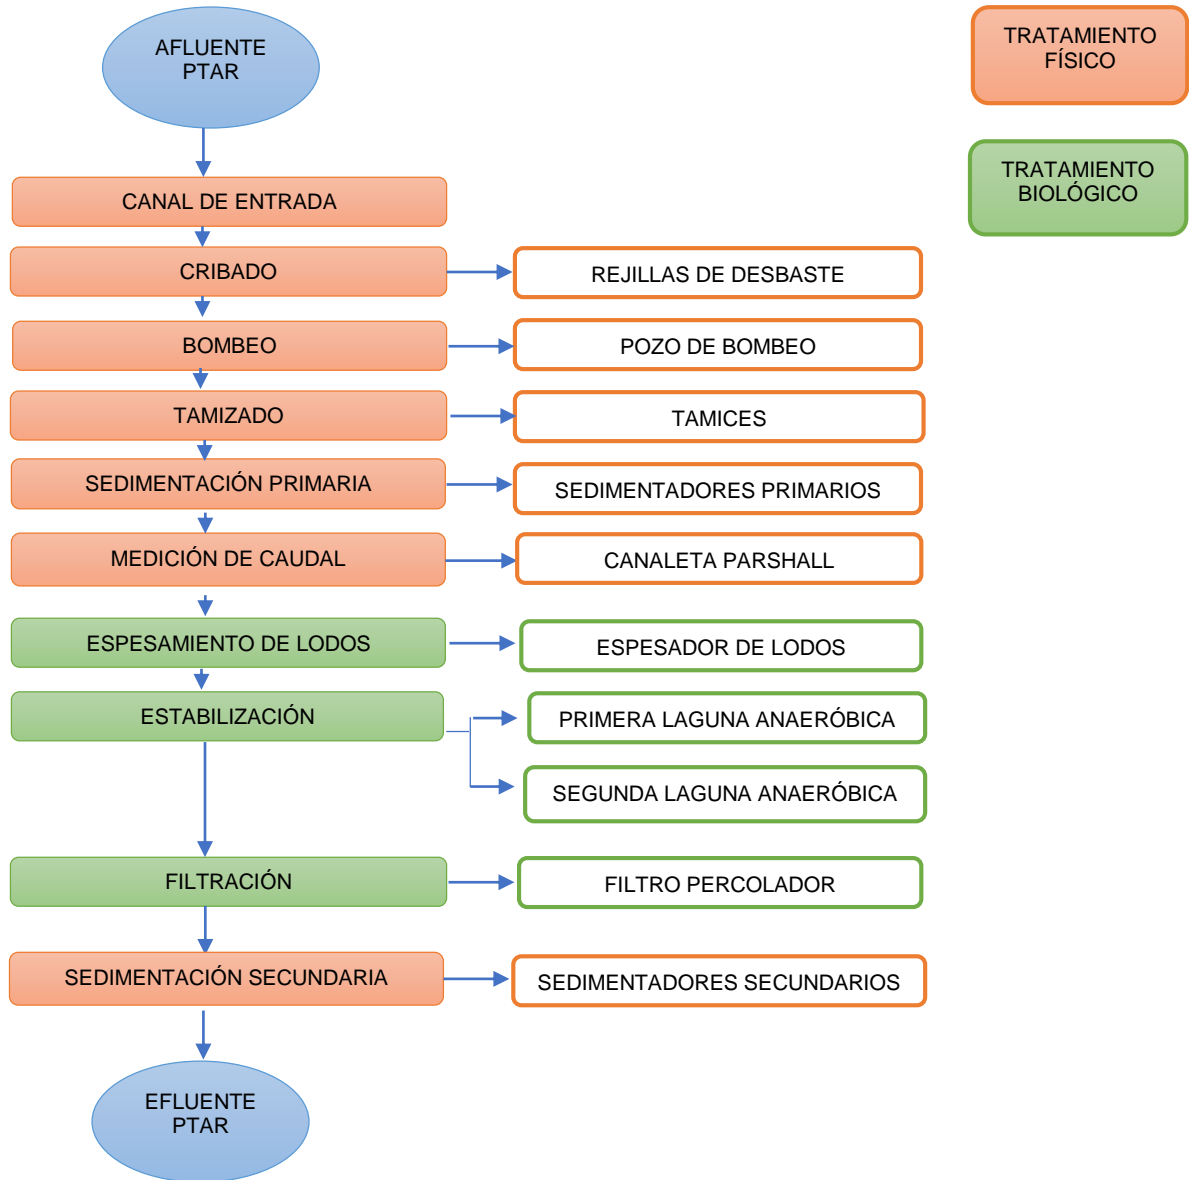 AFLUENTE
PTAR
TRATAMIENTO
FÍSICO
TRATAMIENTO
BIOLÓGICO
CANAL DE ENTRADA
CRIBADO
REJILLAS DE DESBASTE
BOMBEO
POZO DE BOMBEO
TAMIZADO
TAMICES
SEDIMENTACIÓN PRIMARIA
SEDIMENTADORES PRIMARIOS
MEDICIÓN DE CAUDAL
CANALETA PARSHALL
ESPESAMIENTO DE LODOS
ESPESADOR DE LODOS
ESTABILIZACIÓN
PRIMERA LAGUNA ANAERÓBICA
SEGUNDA LAGUNA ANAERÓBICA
FILTRACIÓN
FILTRO PERCOLADOR
SEDIMENTACIÓN SECUNDARIA
SEDIMENTADORES SECUNDARIOS
EFLUENTE
PTAR